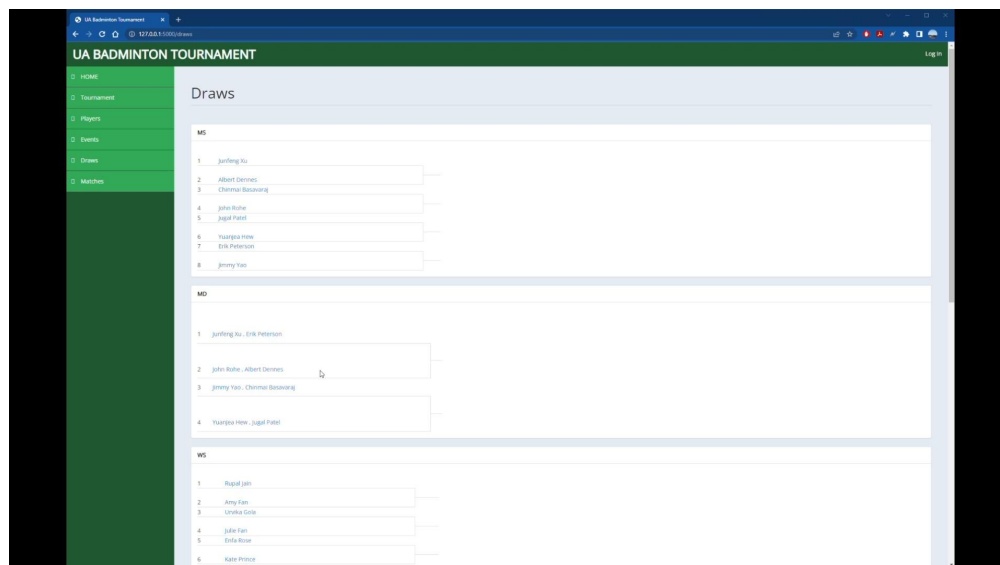 UA Badminton Tournament
127.0.0.1:5000/draws
UA BADMINTON TOURNAMENT
Log In
HOME
Tournament
Players
Events
Draws
Matches
Draws
MS
1 Junfeng Xu
2 Albert Dennes
3 Chinmai Basavaraj
4 John Rohe
5 Jugal Patel
6 Yuanjea Hew
7 Erik Peterson
8 Jimmy Yao
MD
1 Junfeng Xu , Erik Peterson
2 John Rohe , Albert Dennes
3 Jimmy Yao , Chinmai Basavaraj
4 Yuanjea Hew , Jugal Patel
WS
1 Rupal Jain
2 Amy Fan
3 Urvika Gola
4 Julie Fan
5 Enfa Rose
6 Kate Prince